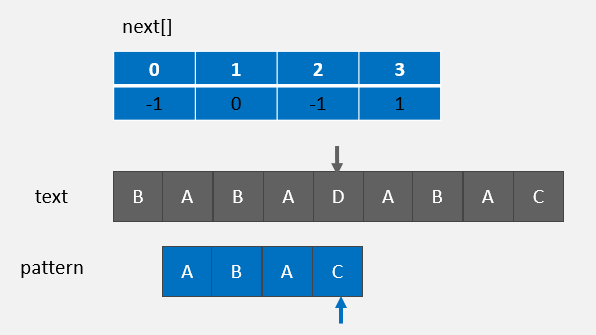 next[]
0 1 2 3
-1 0 -1 1
text B A B A D A B A C
pattern A B A C